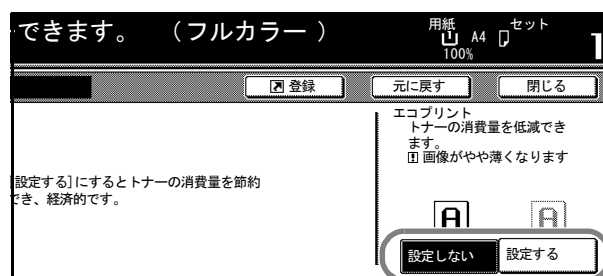 できます。 （フルカラー ）
用紙
A4
セット
1
100%
登録
元に戻す
閉じる
エコプリント
トナーの消費量を低減でき
ます。
画像がやや薄くなります
設定する]にするとトナーの消費量を節約
でき、経済的です。
A
A
設定しない
設定する